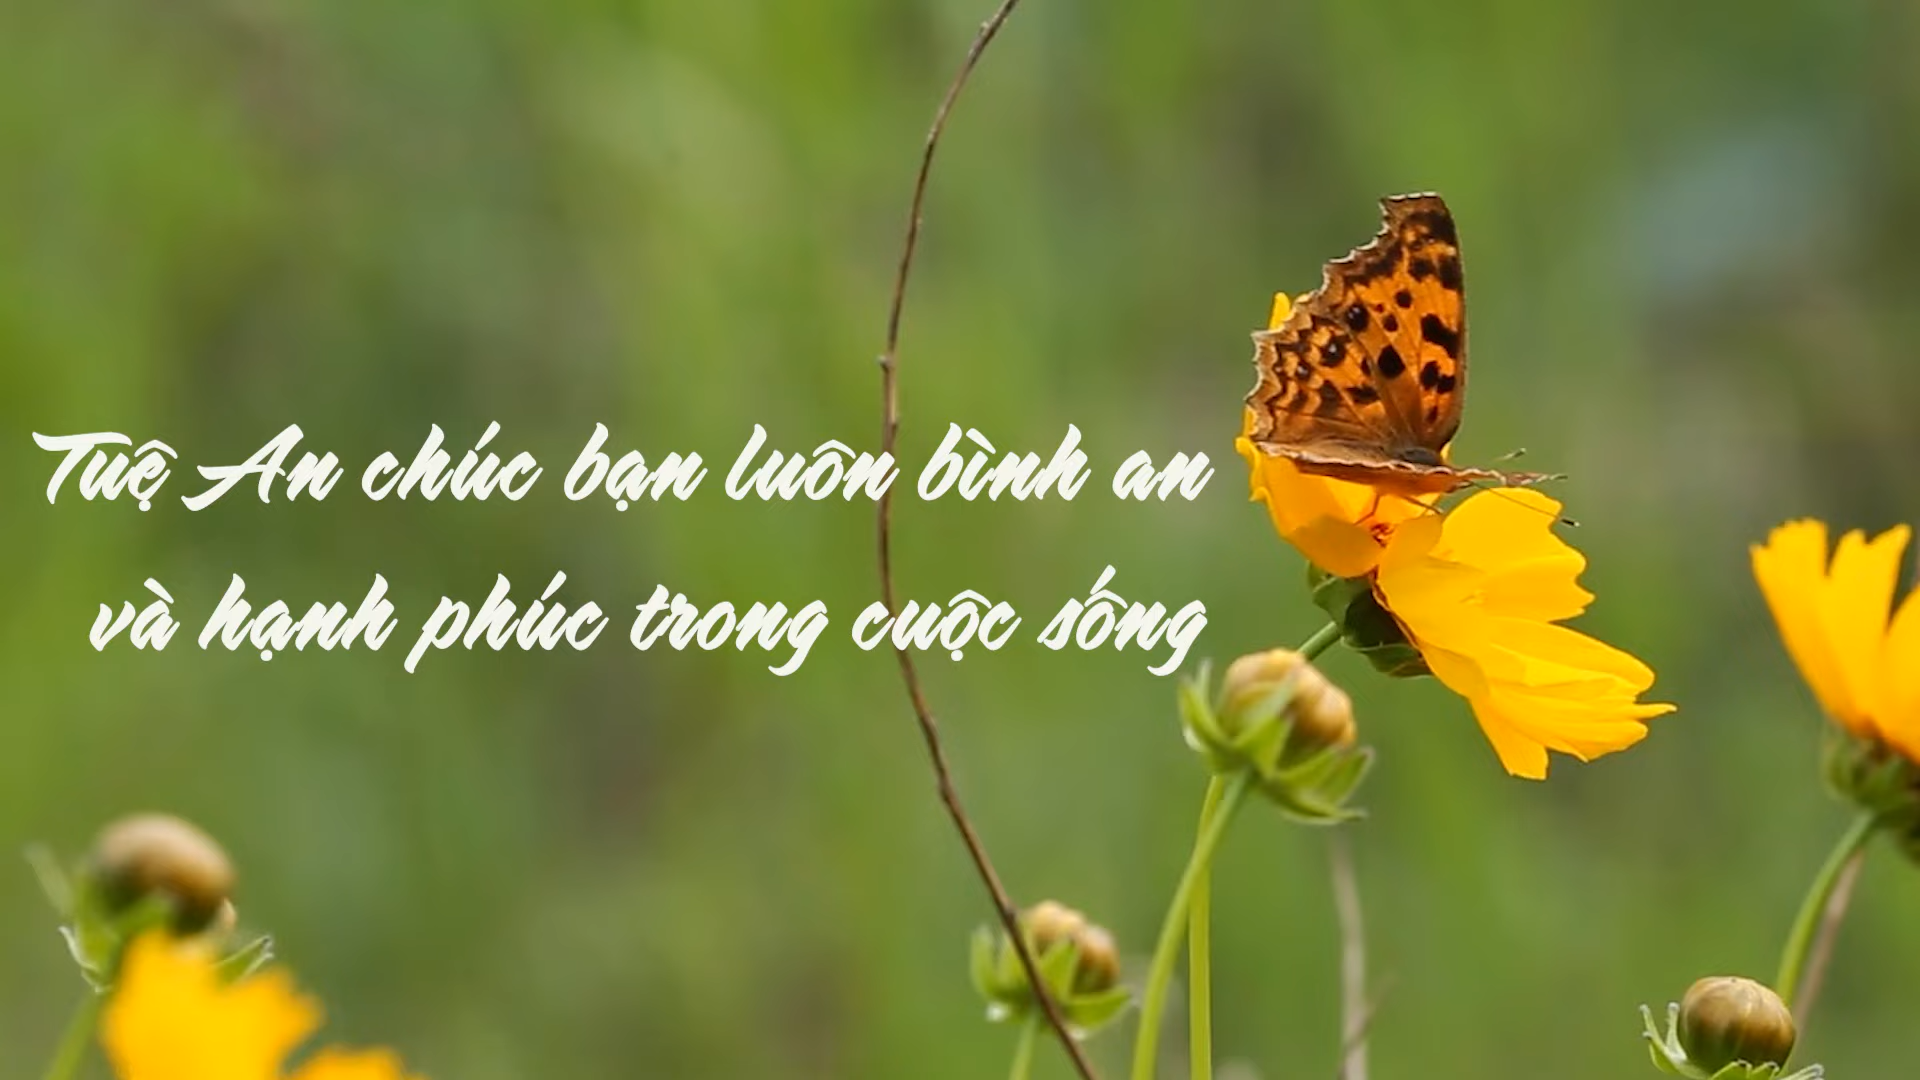 Tuệ An chúc bạn luôn bình an
và hạnh phúc trong cuộc sống